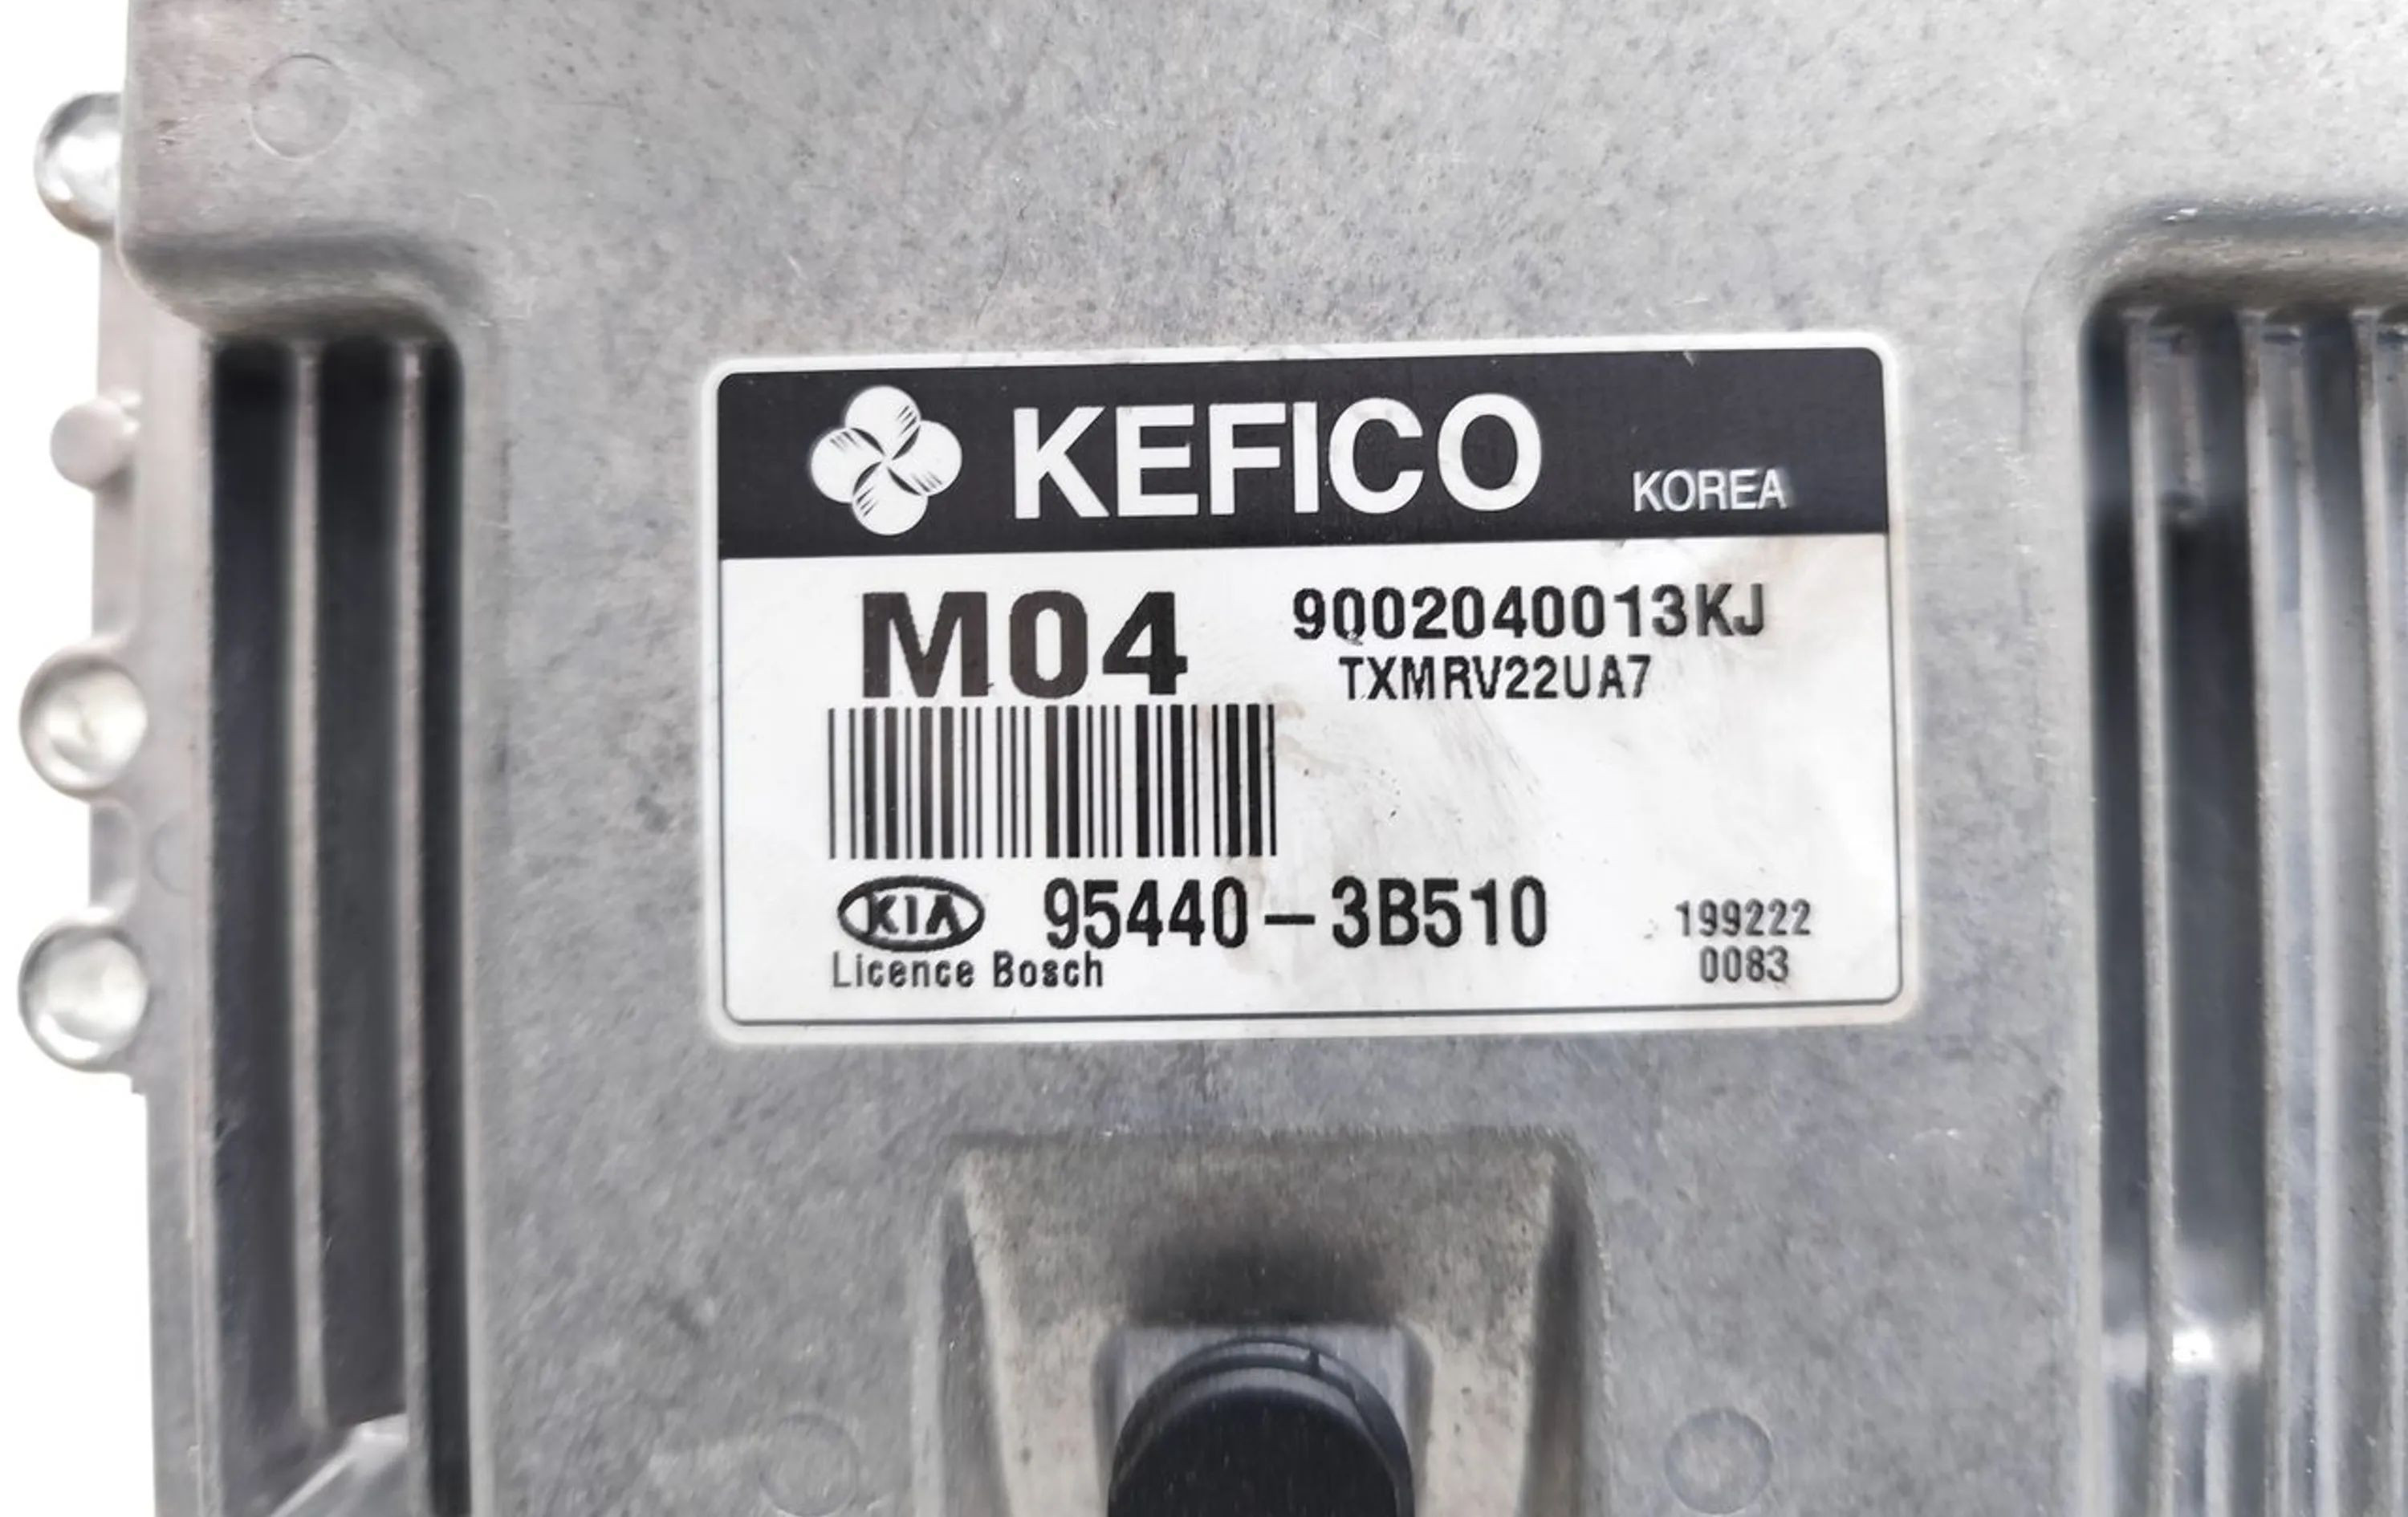 KEFICO KOREA
M04 9002040013KJ
TXMRV22UA7
KIA 95440-3B510 199222
Licence Bosch 0083